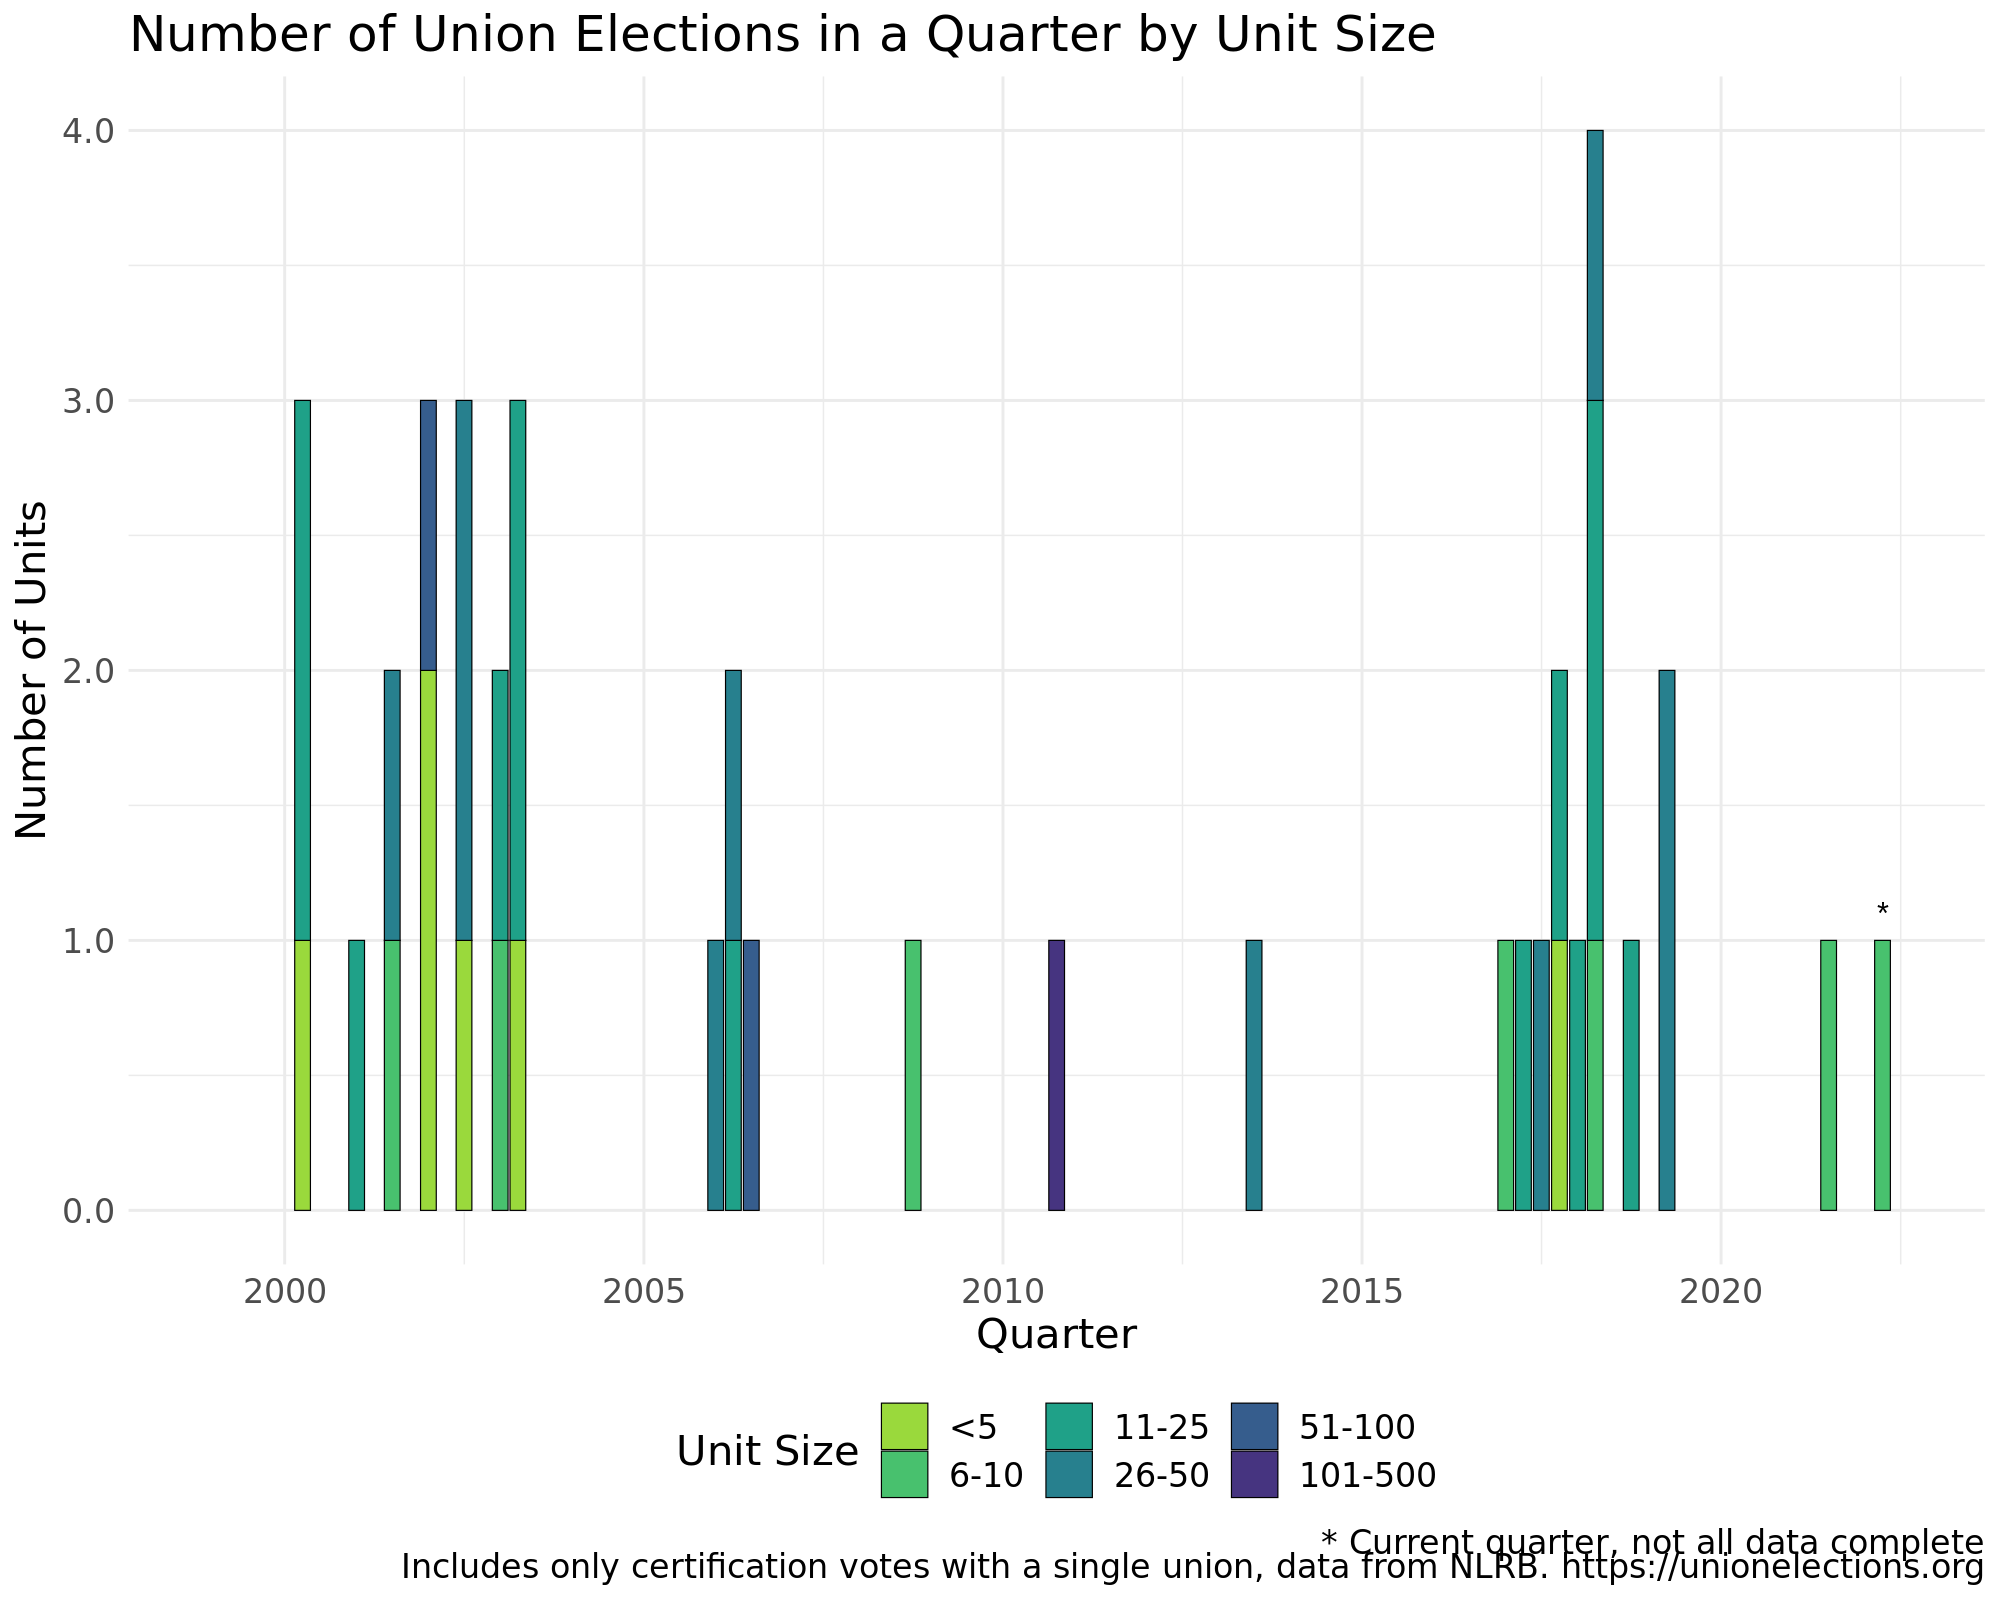 Number of Union Elections in a Quarter by Unit Size
Number of Units
4.0
3.0
2.0
1.0
0.0
*
2000 2005 2010 2015 2020
Quarter
Unit Size
<5 11-25 51-100
6-10 26-50 101-500
* Current quarter, not all data complete
Includes only certification votes with a single union, data from NLRB. https://unionelections.org